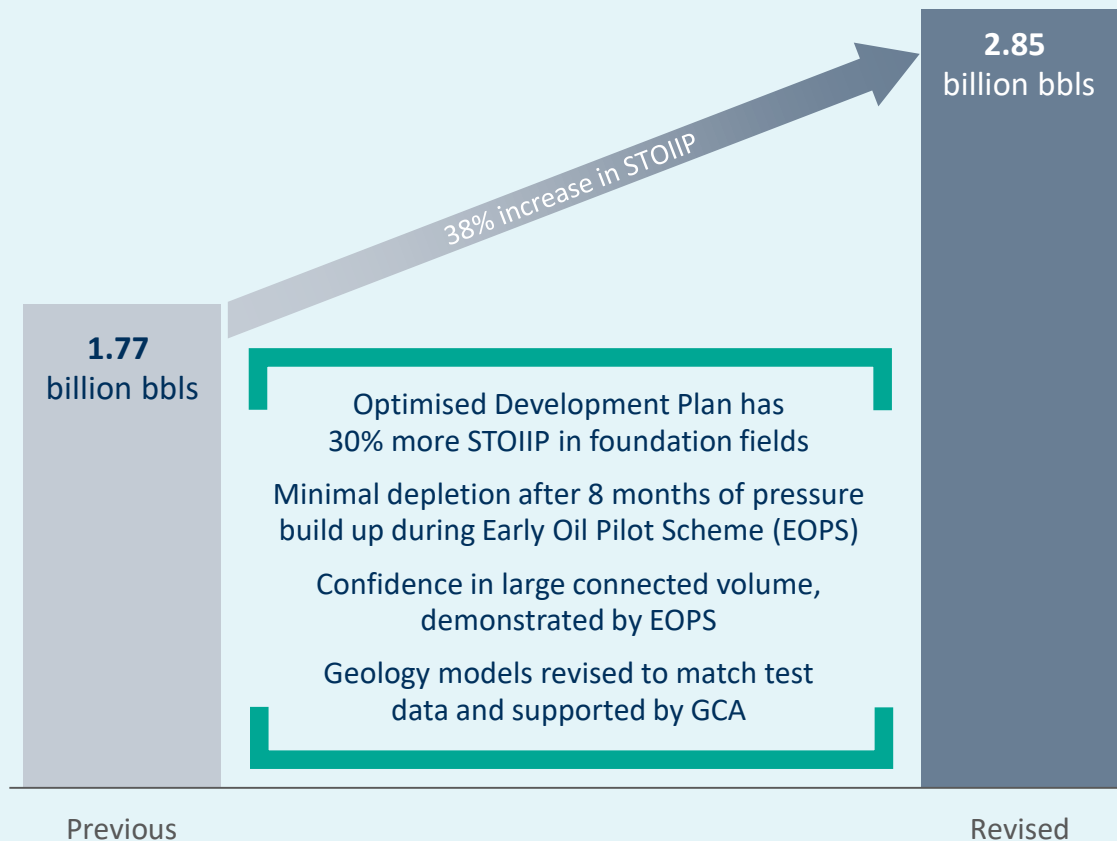 2.85
billion bbls
38% increase in STOIIP
1.77
billion bbls
Optimised Development Plan has
30% more STOIIP in foundation fields
Minimal depletion after 8 months of pressure
build up during Early Oil Pilot Scheme (EOPS)
Confidence in large connected volume,
demonstrated by EOPS
Geology models revised to match test
data and supported by GCA
Previous
Revised